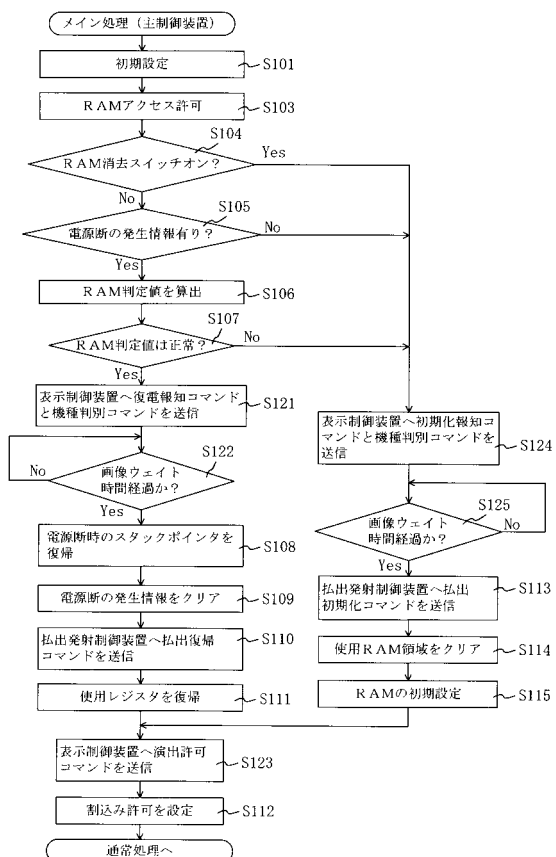 メイン処理（主制御装置）
初期設定
S101
RAMアクセス許可
S103
S104
RAM消去スイッチオン？
Yes
No
S105
電源断の発生情報有り？
No
Yes
RAM判定値を算出
S106
S107
RAM判定値は正常？
No
Yes
表示制御装置へ復電報知コマンド
と機種判別コマンドを送信
S121
S122
画像ウェイト
時間経過か？
No
Yes
電源断時のスタックポインタを
復帰
S108
電源断の発生情報をクリア
S109
払出発射制御装置へ払出復帰
コマンドを送信
S110
使用レジスタを復帰
S111
表示制御装置へ初期化報知コ
マンドと機種判別コマンドを
送信
S124
S125
画像ウェイト
時間経過か？
No
Yes
払出発射制御装置へ払出
初期化コマンドを送信
S113
使用RAM領域をクリア
S114
RAMの初期設定
S115
表示制御装置へ演出許可
コマンドを送信
S123
割込み許可を設定
S112
通常処理へ